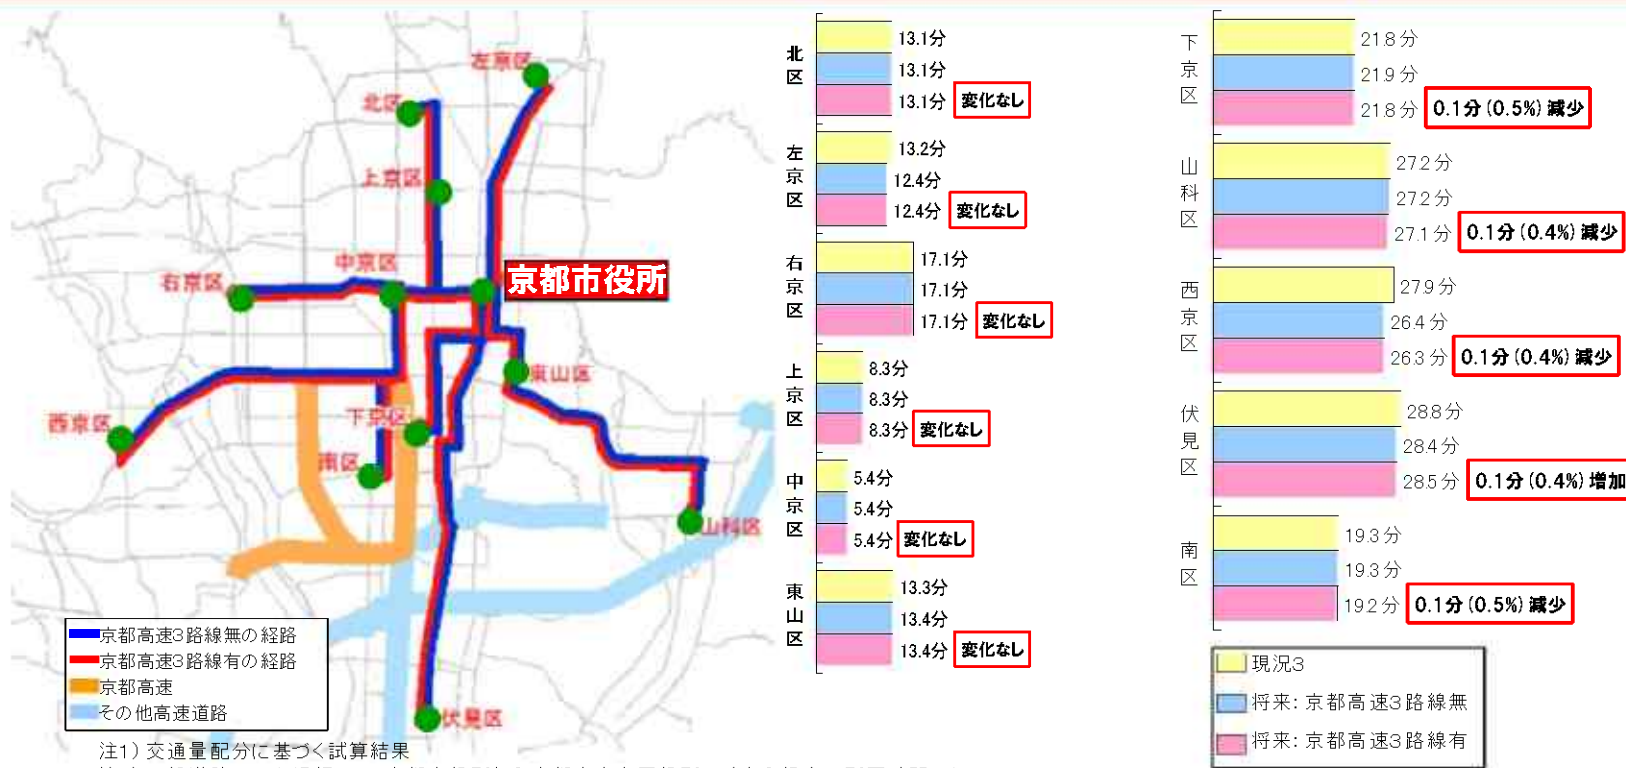 左京区
北区
上京区
中京区
右京区
京都市役所
東山区
下京区
西京区
南区
山科区
伏見区
京都高速3路線無の経路
京都高速3路線有の経路
京都高速
その他高速道路
注1) 交通量配分に基づく試算結果
北区
13.1分
13.1分
13.1分 変化なし
左京区
13.2分
12.4分
12.4分 変化なし
右京区
17.1分
17.1分
17.1分 変化なし
上京区
8.3分
8.3分
8.3分 変化なし
中京区
5.4分
5.4分
5.4分 変化なし
東山区
13.3分
13.4分
13.4分 変化なし
下京区
21.8分
21.9分
21.8分 0.1分(0.5%)減少
山科区
27.2分
27.2分
27.1分 0.1分(0.4%)減少
西京区
27.9分
26.4分
26.3分 0.1分(0.4%)減少
伏見区
28.8分
28.4分
28.5分 0.1分(0.4%)増加
南区
19.3分
19.3分
19.2分 0.1分(0.5%)減少
現況3
将来: 京都高速3路線無
将来: 京都高速3路線有